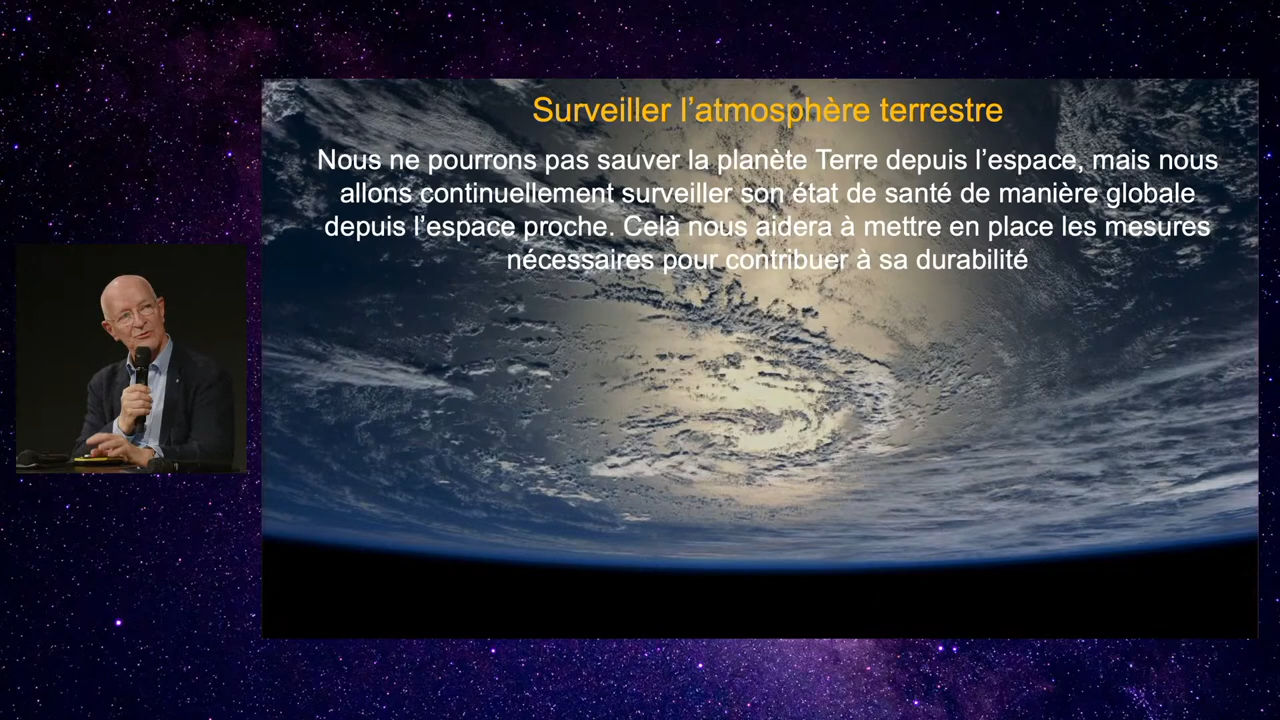 Surveiller l’atmosphère terrestre
Nous ne pourrons pas sauver la planète Terre depuis l’espace, mais nous
allons continuellement surveiller son état de santé de manière globale
depuis l’espace proche. Celà nous aidera à mettre en place les mesures
nécessaires pour contribuer à sa durabilité